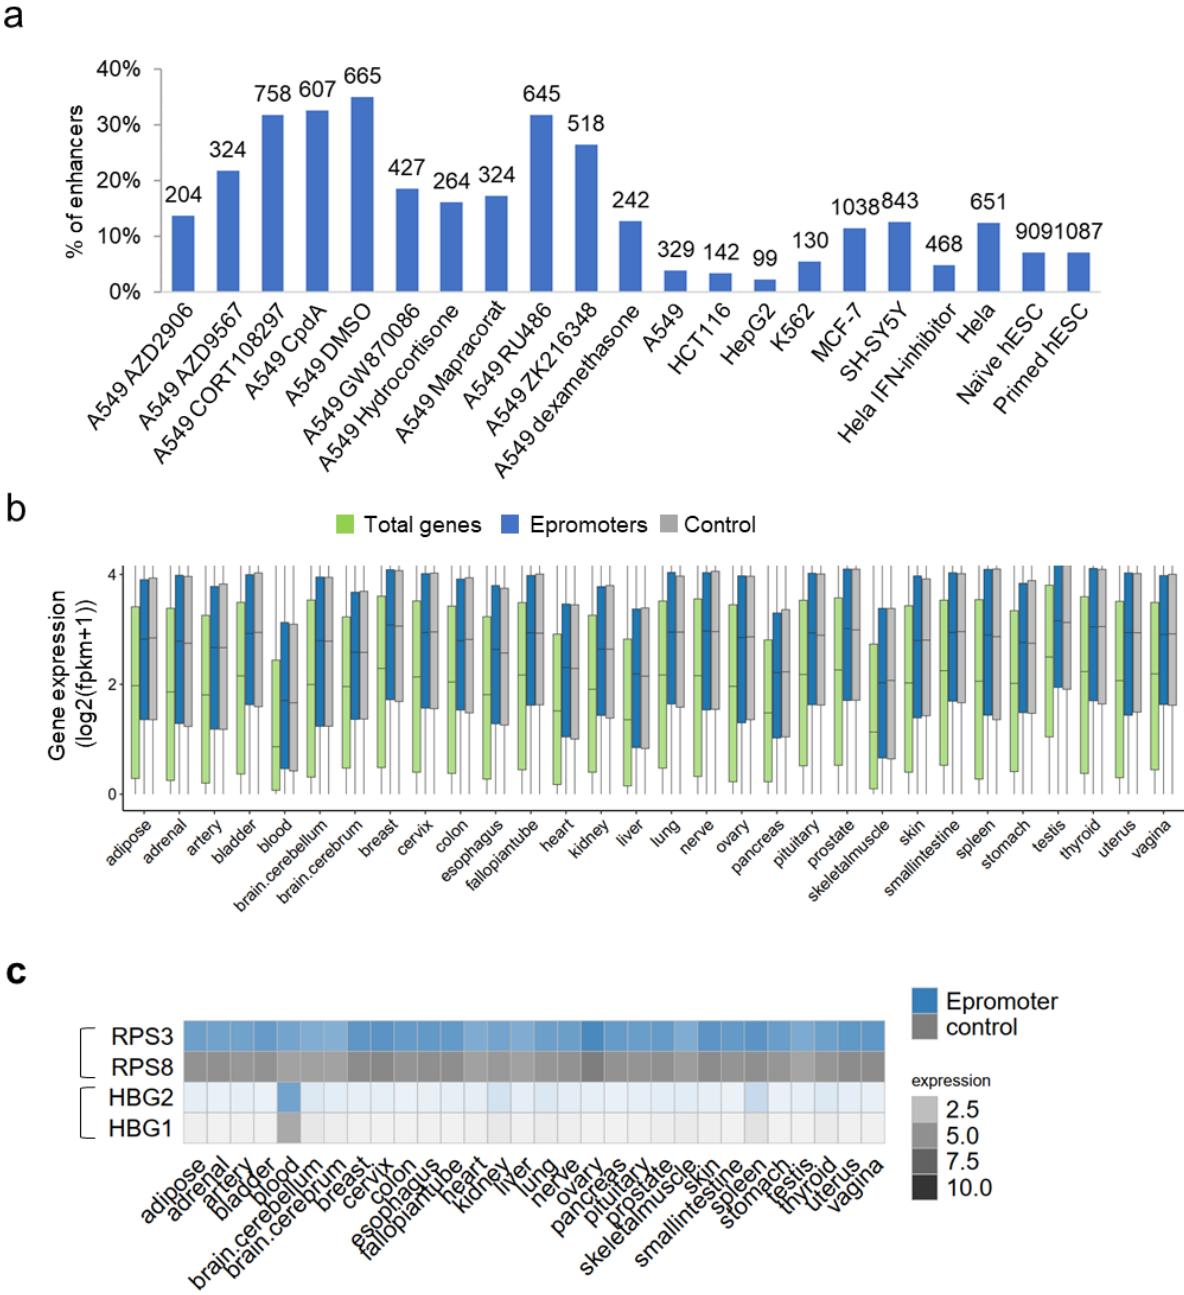 a
40%
30%
20%
10%
0%
% of enhancers
204
324
758
607
665
427
264
324
645
518
242
329
142
99
130
1038
843
468
651
909
1087
A549 AZD2906
A549 AZD9567
A549 CORT108297
A549 CpdA
A549 DMSO
A549 GW870086
A549 Hydrocortisone
A549 Mapracorat
A549 RU486
A549 ZK216348
A549 dexamethasone
A549
HCT116
HepG2
K562
MCF-7
SH-SY5Y
Hela IFN-inhibitor
Hela
Naïve hESC
Primed hESC
b
Total genes
Epromoters
Control
Gene expression
(log2(fpkm+1))
4
2
0
adipose
adrenal
artery
bladder
blood
brain.cerebellum
brain.cerebrum
breast
cervix
colon
esophagus
fallopiantube
heart
kidney
liver
lung
nerve
ovary
pancreas
pituitary
prostate
skeletalmuscle
skin
smallintestine
spleen
stomach
testis
thyroid
uterus
vagina
c
RPS3
RPS8
HBG2
HBG1
Epromoter
control
expression
2.5
5.0
7.5
10.0
adipose
adrenal
artery
bladder
blood
brain.cerebellum
brain.cerebrum
breast
cervix
colon
esophagus
fallopiantube
heart
kidney
liver
lung
nerve
ovary
pancreas
pituitary
prostate
skeletalmuscle
skin
smallintestine
spleen
stomach
testis
thyroid
uterus
vagina